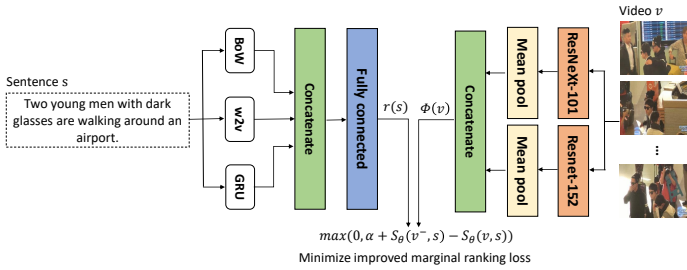 Sentence s
Two young men with dark
glasses are walking around an
airport.
BoW
w2v
GRU
Concatenate
Fully connected
r(s)
Φ(v)
Concatenate
Mean pool
Mean pool
ResNeXt-101
Resnet-152
Video v
...
max(0, α + S_θ(v⁻, s) − S_θ(v, s))
Minimize improved marginal ranking loss